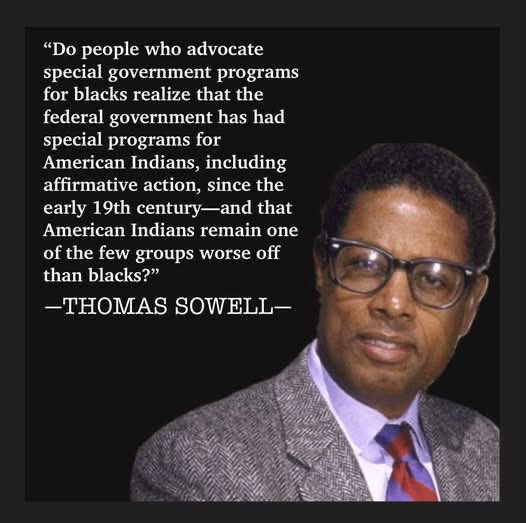 “Do people who advocate
special government programs
for blacks realize that the
federal government has had
special programs for
American Indians, including
affirmative action, since the
early 19th century—and that
American Indians remain one
of the few groups worse off
than blacks?”
—THOMAS SOWELL—